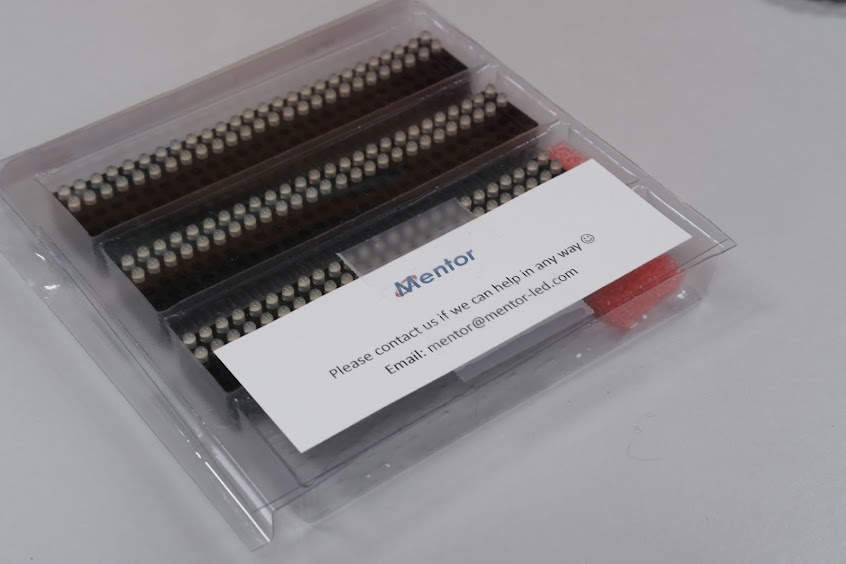 Mentor
Please contact us if we can help in any way ☺
Email: mentor@mentor-led.com